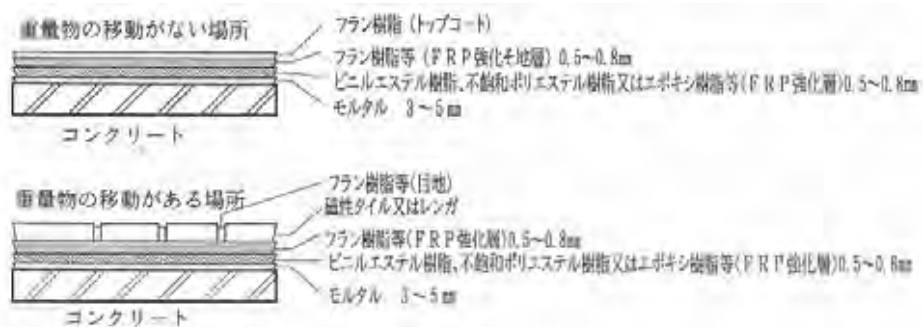 重量物の移動がない場所
フラン樹脂 (トップコート)
フラン樹脂等 (FRP強化そ地層) 0.5~0.8㎜
ビニルエステル樹脂、不飽和ポリエステル樹脂又はエポキシ樹脂等(FRP強化層)0.5~0.8㎜
モルタル 3~5㎜
コンクリート
重量物の移動がある場所
フラン樹脂等(目地)
磁性タイル又はレンガ
フラン樹脂等(FRP強化層)0.5~0.8㎜
ビニルエステル樹脂、不飽和ポリエステル樹脂又はエポキシ樹脂等(FRP強化層)0.5~0.8㎜
モルタル 3~5㎜
コンクリート